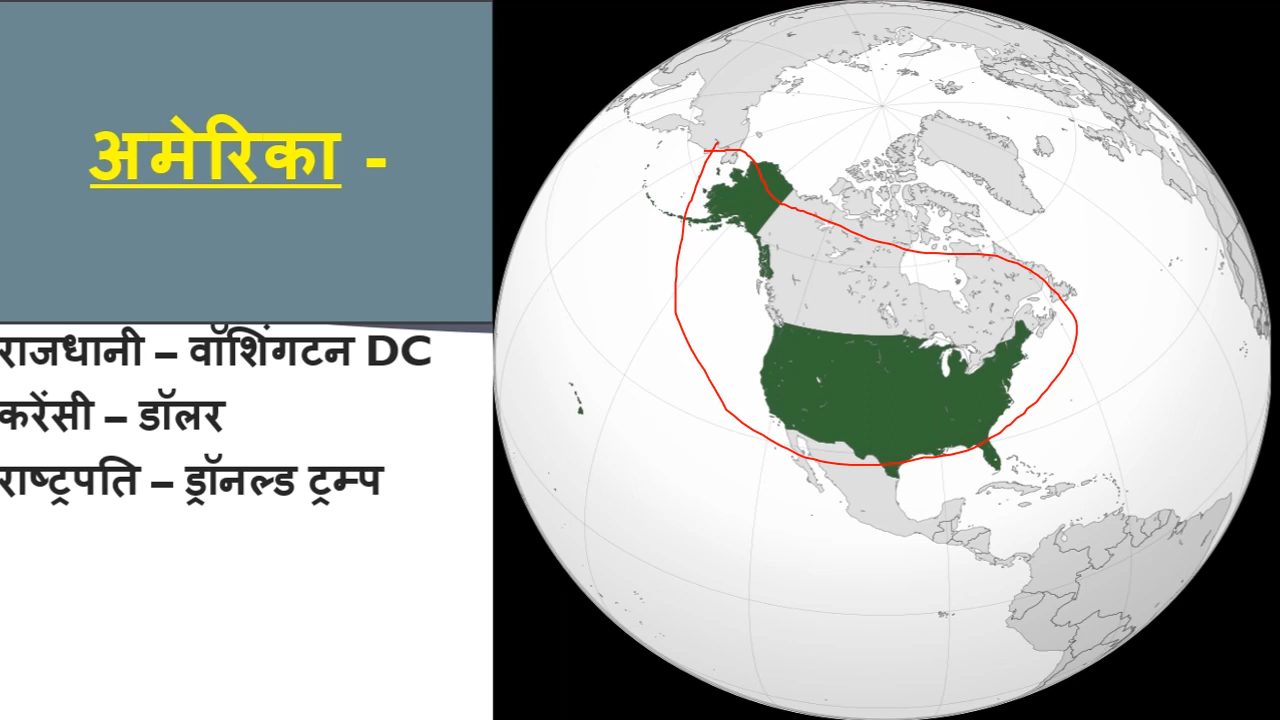 अमेरिका -
राजधानी – वॉशिंगटन DC
करेंसी – डॉलर
राष्ट्रपति – ड्रॉनल्ड ट्रम्प